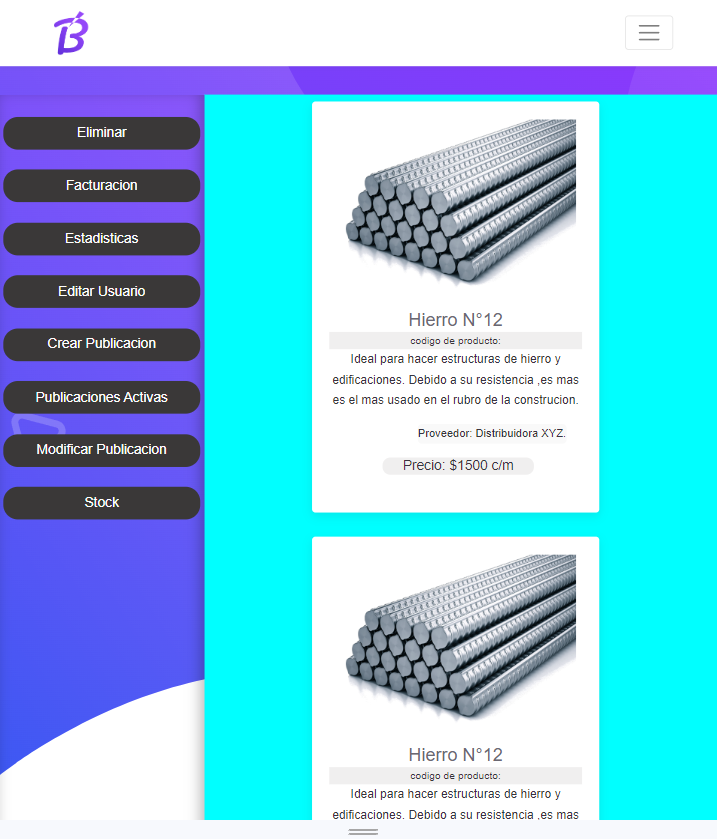 B
Eliminar
Facturacion
Estadisticas
Editar Usuario
Crear Publicacion
Publicaciones Activas
Modificar Publicacion
Stock
Hierro N°12
codigo de producto:
Ideal para hacer estructuras de hierro y
edificaciones. Debido a su resistencia ,es mas
es el mas usado en el rubro de la construcion.
Proveedor: Distribuidora XYZ.
Precio: $1500 c/m
Hierro N°12
codigo de producto:
Ideal para hacer estructuras de hierro y
edificaciones. Debido a su resistencia ,es mas